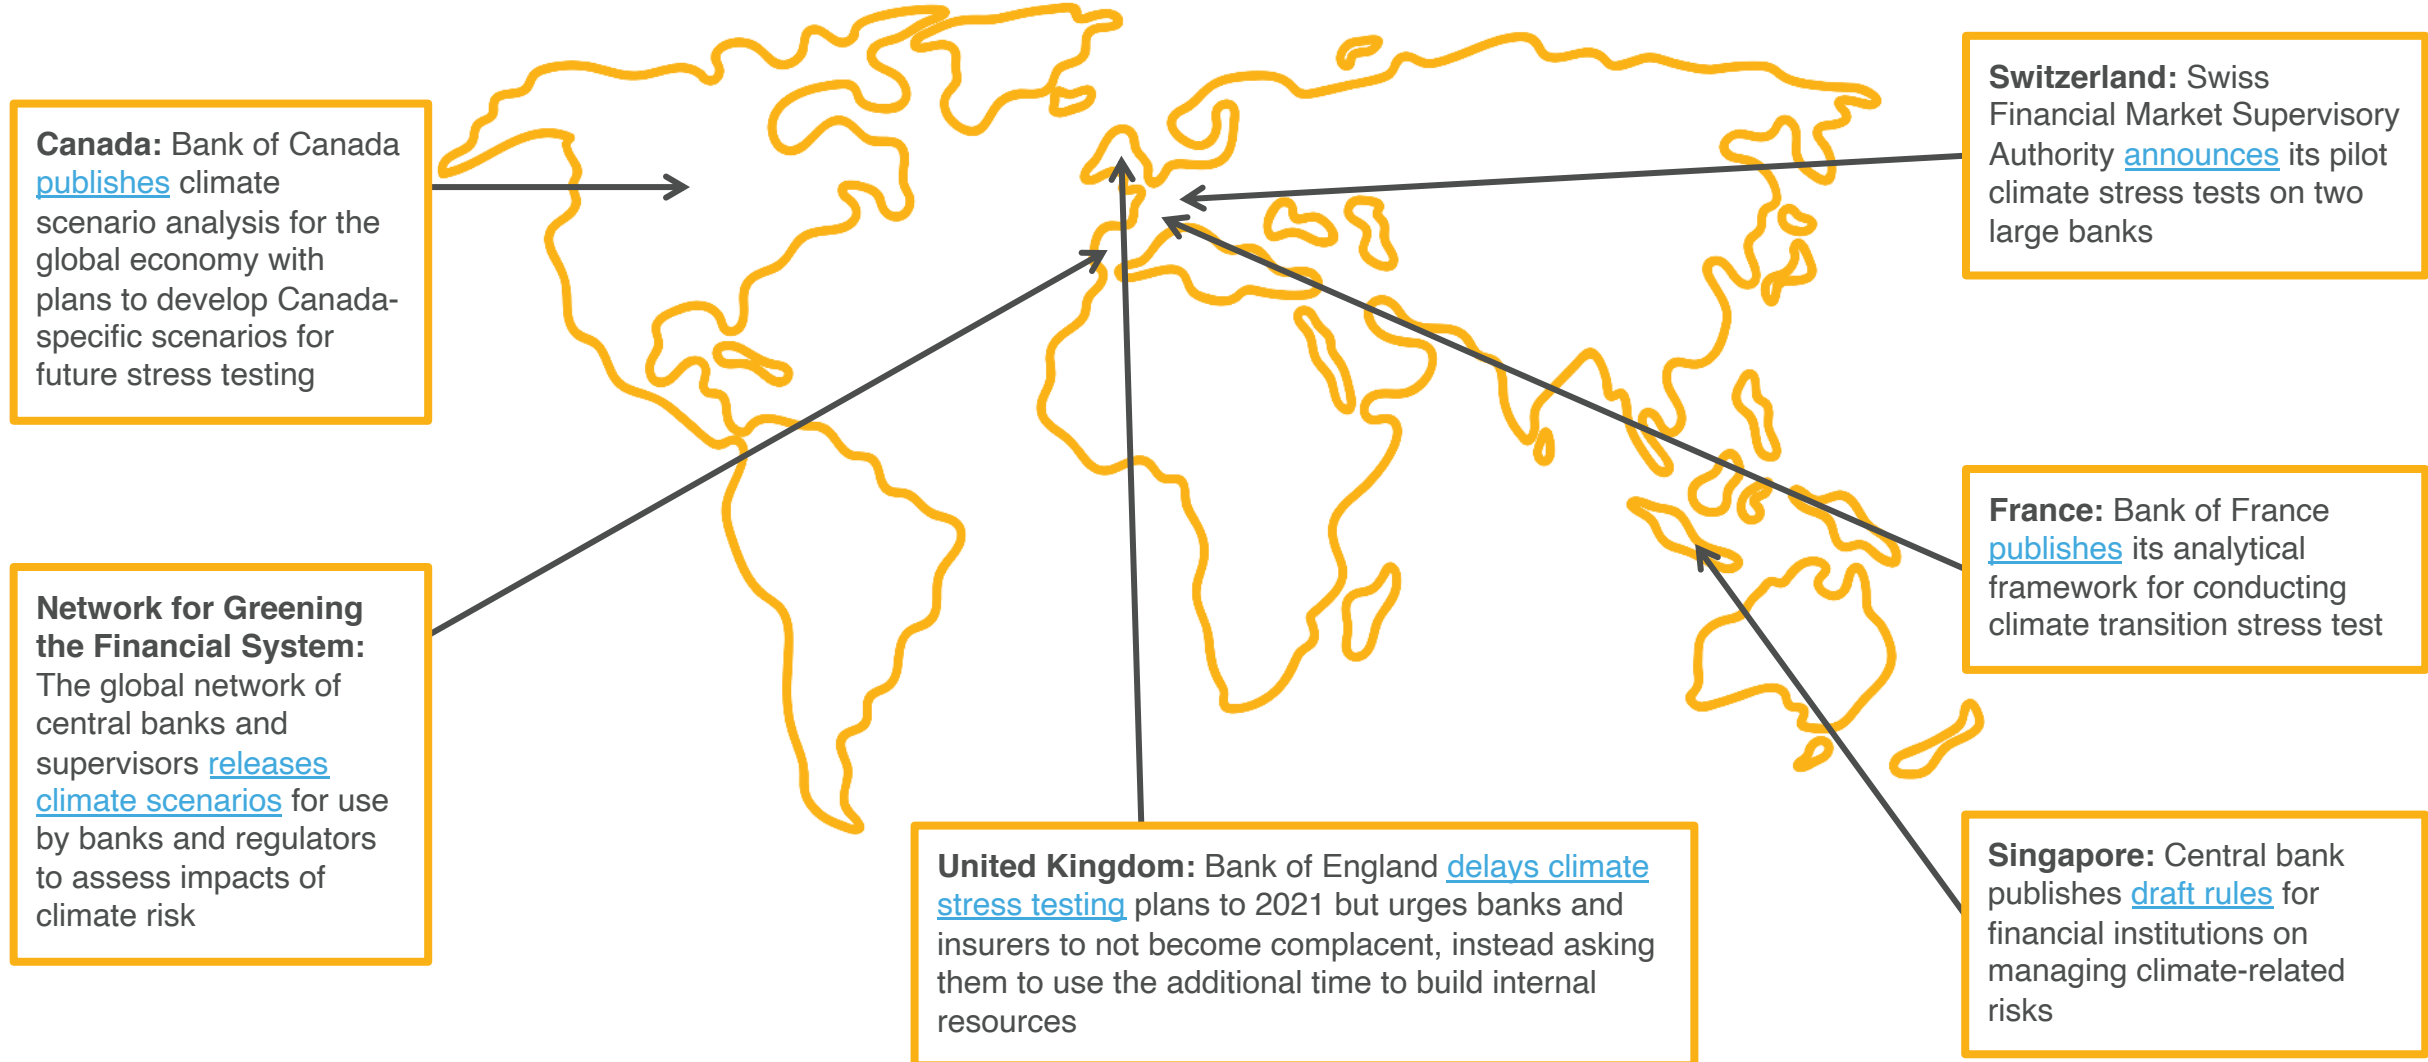 Canada: Bank of Canada
publishes climate
scenario analysis for the
global economy with
plans to develop Canada-
specific scenarios for
future stress testing
Network for Greening
the Financial System:
The global network of
central banks and
supervisors releases
climate scenarios for use
by banks and regulators
to assess impacts of
climate risk
United Kingdom: Bank of England delays climate
stress testing plans to 2021 but urges banks and
insurers to not become complacent, instead asking
them to use the additional time to build internal
resources
Switzerland: Swiss
Financial Market Supervisory
Authority announces its pilot
climate stress tests on two
large banks
France: Bank of France
publishes its analytical
framework for conducting
climate transition stress test
Singapore: Central bank
publishes draft rules for
financial institutions on
managing climate-related
risks